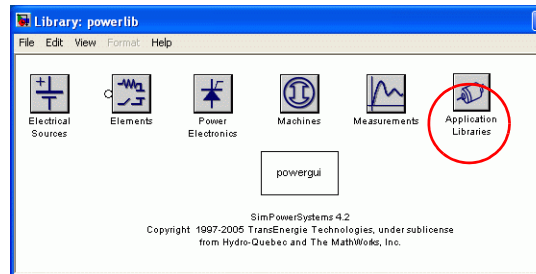 Library: powerlib
File Edit View Format Help
Electrical Sources
Elements
Power Electronics
Machines
Measurements
Application Libraries
powergui
SimPowerSystems 4.2
Copyright 1997-2005 TransEnergie Technologies, under sublicense
from Hydro-Quebec and The MathWorks, Inc.